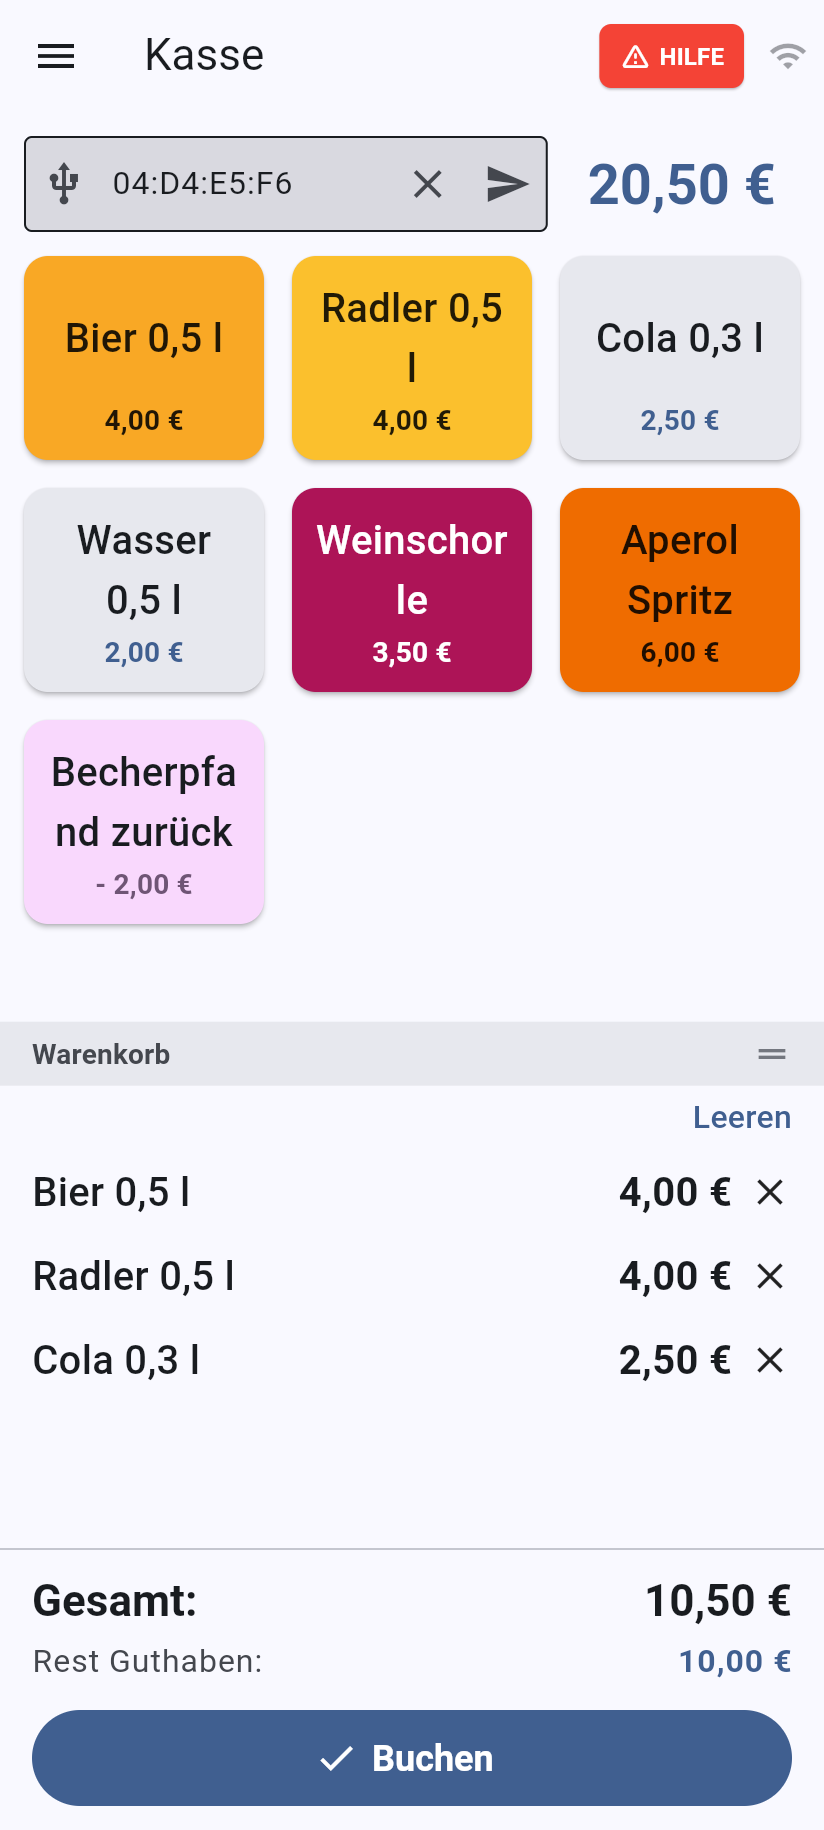 Kasse
HILFE
04:D4:E5:F6
20,50 €
Bier 0,5 l
4,00 €
Radler 0,5
l
4,00 €
Cola 0,3 l
2,50 €
Wasser
0,5 l
2,00 €
Weinschor
le
3,50 €
Aperol
Spritz
6,00 €
Becherpfa
nd zurück
- 2,00 €
Warenkorb
Leeren
Bier 0,5 l 4,00 €
Radler 0,5 l 4,00 €
Cola 0,3 l 2,50 €
Gesamt: 10,50 €
Rest Guthaben: 10,00 €
Buchen